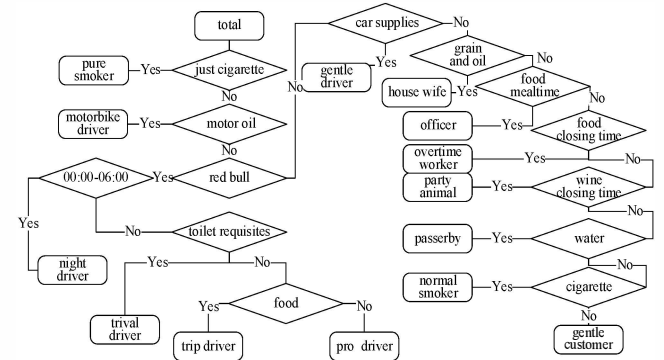 total
just cigarette
Yes
pure
smoker
No
motor oil
Yes
motorbike
driver
No
red bull
Yes
00:00-06:00
Yes
night
driver
No
toilet requisites
Yes
trival
driver
No
food
Yes
trip driver
No
pro driver
No
car supplies
Yes
gentle
driver
No
grain
and oil
Yes
house wife
No
food
mealtime
Yes
officer
No
food
closing time
Yes
overtime
worker
No
wine
closing time
Yes
party
animal
No
water
Yes
passerby
No
cigarette
Yes
normal
smoker
No
gentle
customer